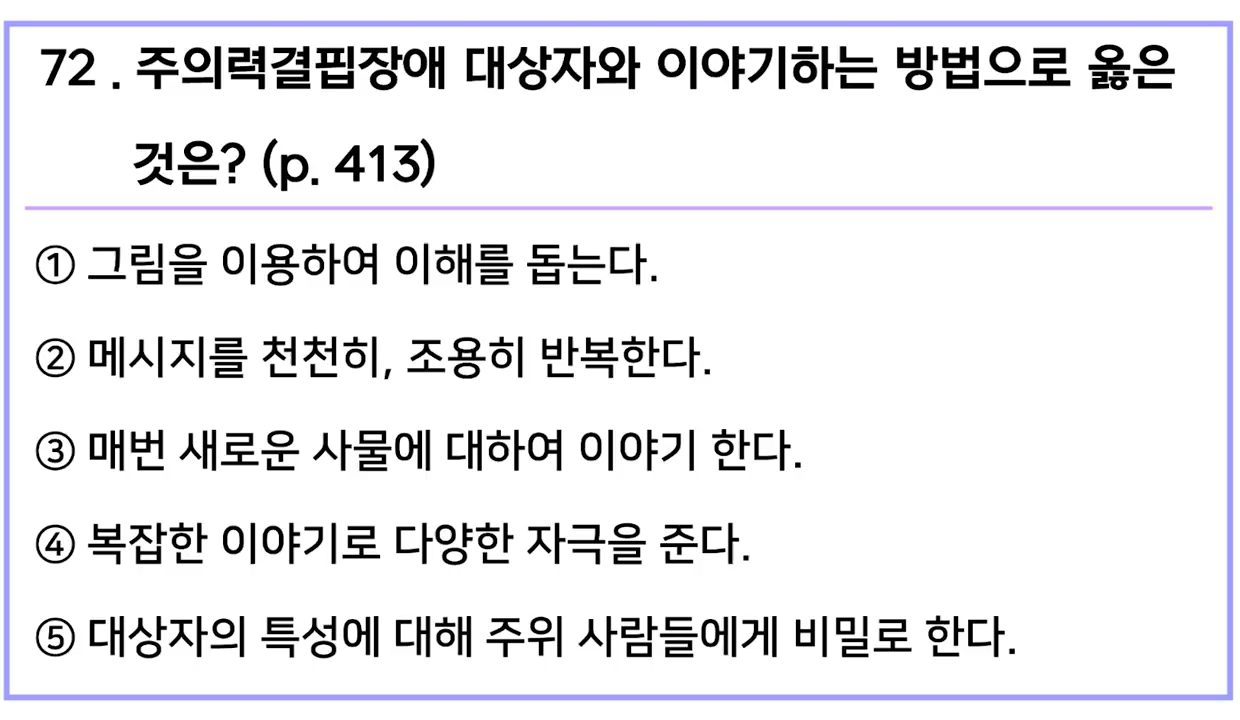 72 . 주의력결핍장애 대상자와 이야기하는 방법으로 옳은
것은? (p. 413)
① 그림을 이용하여 이해를 돕는다.
② 메시지를 천천히, 조용히 반복한다.
③ 매번 새로운 사물에 대하여 이야기 한다.
④ 복잡한 이야기로 다양한 자극을 준다.
⑤ 대상자의 특성에 대해 주위 사람들에게 비밀로 한다.